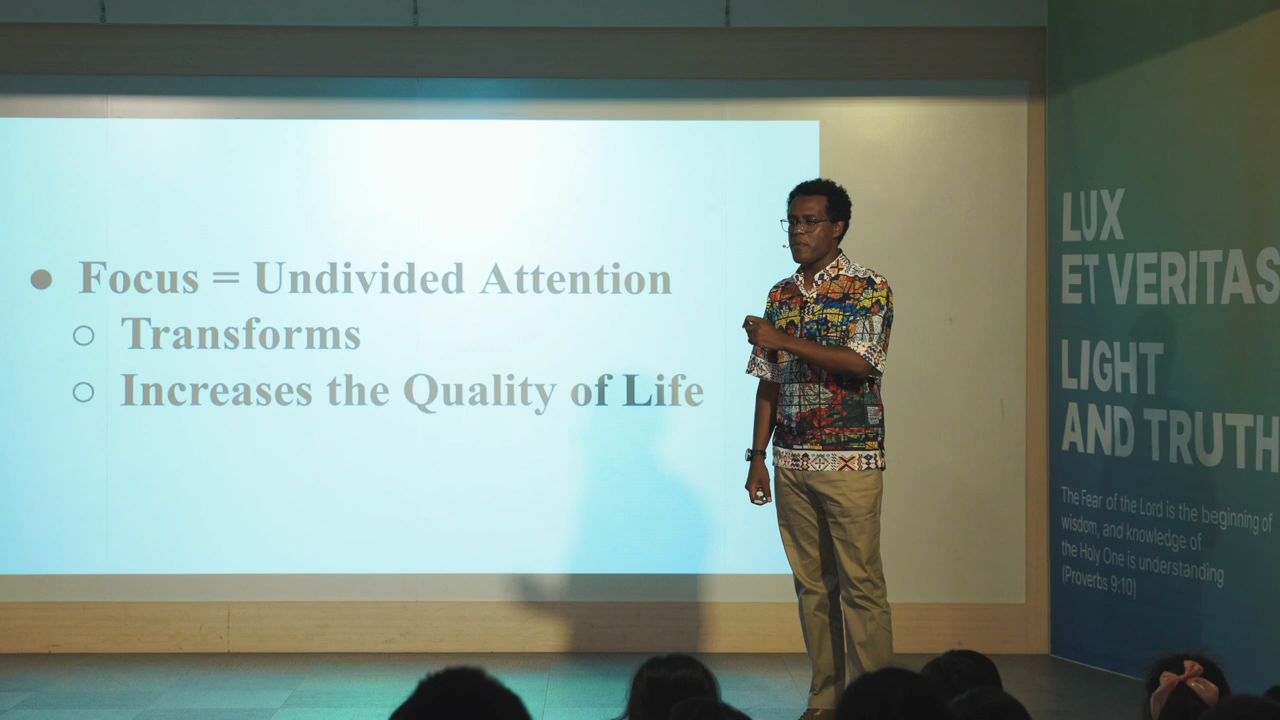 ● Focus = Undivided Attention
○ Transforms
○ Increases the Quality of Life
LUX
ET VERITAS
LIGHT
AND TRUTH
The Fear of the Lord is the beginning of
wisdom, and knowledge of
the Holy One is understanding
(Proverbs 9:10)